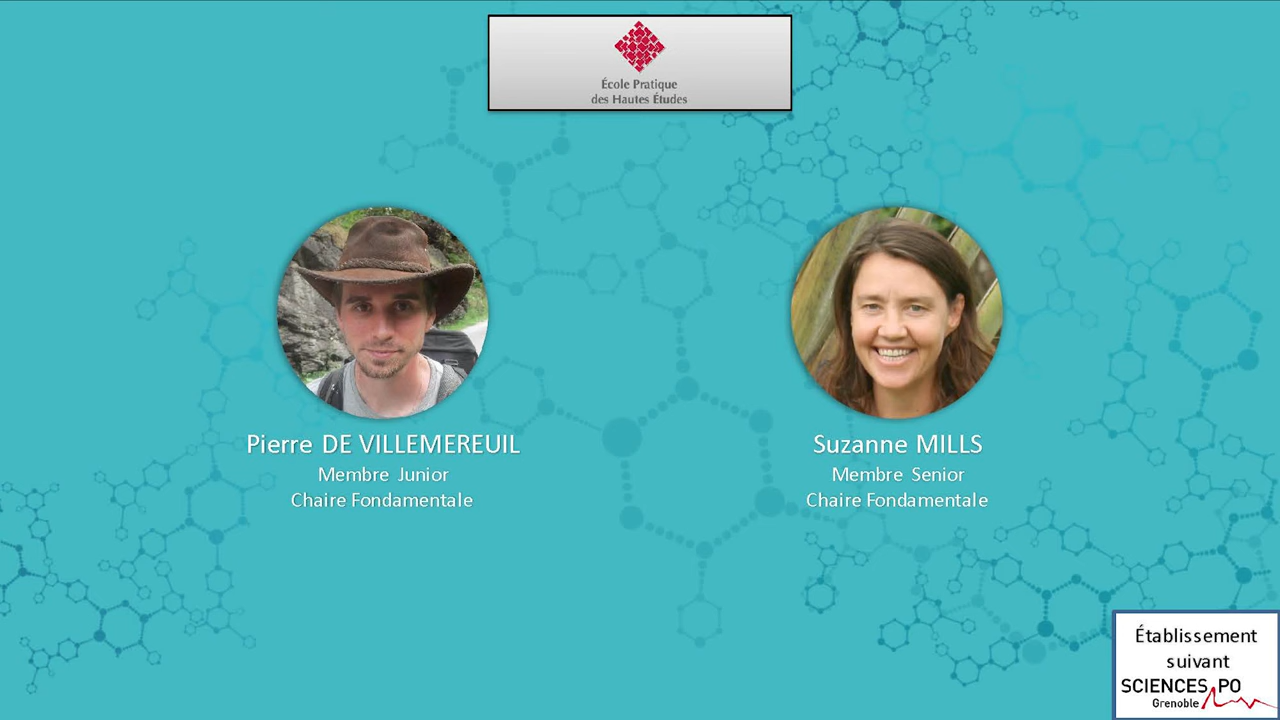 École Pratique
des Hautes Études
Pierre DE VILLEMEREUIL
Membre Junior
Chaire Fondamentale
Suzanne MILLS
Membre Senior
Chaire Fondamentale
Établissement
suivant
SCIENCES PO
Grenoble